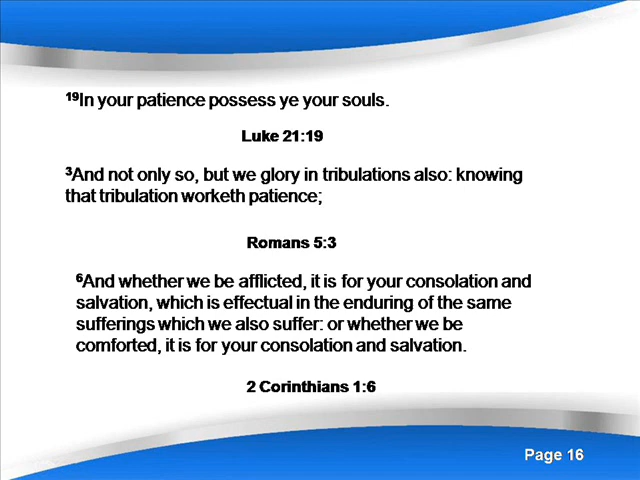 ¹⁹In your patience possess ye your souls.
Luke 21:19
³And not only so, but we glory in tribulations also: knowing
that tribulation worketh patience;
Romans 5:3
⁶And whether we be afflicted, it is for your consolation and
salvation, which is effectual in the enduring of the same
sufferings which we also suffer: or whether we be
comforted, it is for your consolation and salvation.
2 Corinthians 1:6
Page 16